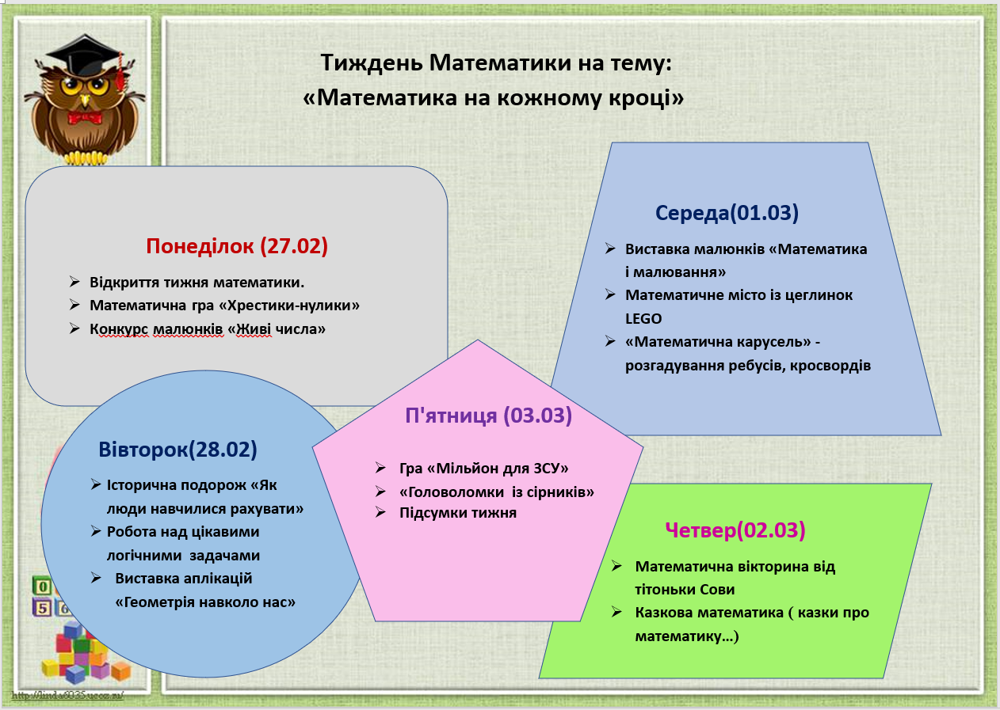 Тиждень Математики на тему:
«Математика на кожному кроці»
Понеділок (27.02)
Відкриття тижня математики.
Математична гра «Хрестики-нулики»
Конкурс малюнків «Живі числа»
Вівторок(28.02)
Історична подорож «Як
люди навчилися рахувати»
Робота над цікавими
логічними задачами
Виставка аплікацій
«Геометрія навколо нас»
Середа(01.03)
Виставка малюнків «Математика
і малювання»
Математичне місто із цеглинок
LEGO
«Математична карусель» -
розгадування ребусів, кросвордів
Четвер(02.03)
Математична вікторина від
тітоньки Сови
Казкова математика ( казки про
математику...)
П'ятниця (03.03)
Гра «Мільйон для ЗСУ»
«Головоломки із сірників»
Підсумки тижня
0
5 6
http://linda6035.ucoz.ru/